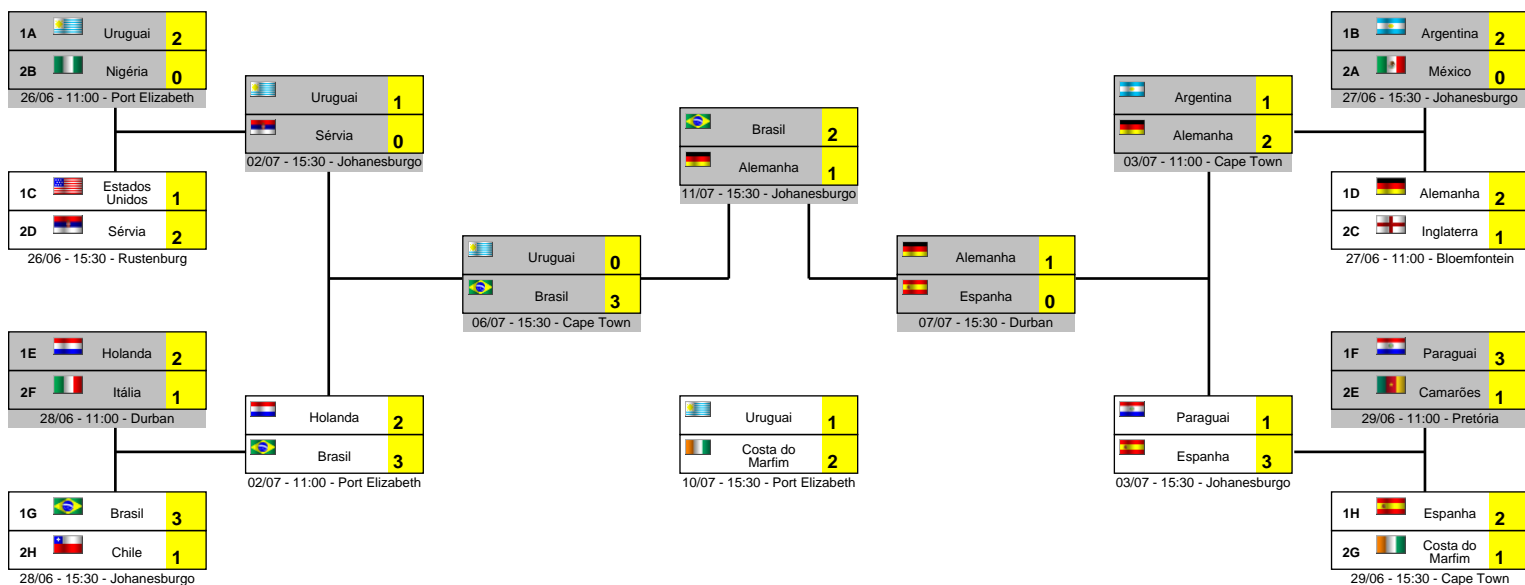 1A Uruguai 2
2B Nigéria 0
26/06 - 11:00 - Port Elizabeth
1C Estados Unidos 1
2D Sérvia 2
26/06 - 15:30 - Rustenburg
1E Holanda 2
2F Itália 1
28/06 - 11:00 - Durban
1G Brasil 3
2H Chile 1
28/06 - 15:30 - Johanesburgo
Uruguai 1
Sérvia 0
02/07 - 15:30 - Johanesburgo
Holanda 2
Brasil 3
02/07 - 11:00 - Port Elizabeth
Uruguai 0
Brasil 3
06/07 - 15:30 - Cape Town
Brasil 2
Alemanha 1
11/07 - 15:30 - Johanesburgo
Uruguai 1
Costa do Marfim 2
10/07 - 15:30 - Port Elizabeth
Alemanha 1
Espanha 0
07/07 - 15:30 - Durban
Argentina 1
Alemanha 2
03/07 - 11:00 - Cape Town
Paraguai 1
Espanha 3
03/07 - 15:30 - Johanesburgo
1B Argentina 2
2A México 0
27/06 - 15:30 - Johanesburgo
1D Alemanha 2
2C Inglaterra 1
27/06 - 11:00 - Bloemfontein
1F Paraguai 3
2E Camarões 1
29/06 - 11:00 - Pretória
1H Espanha 2
2G Costa do Marfim 1
29/06 - 15:30 - Cape Town